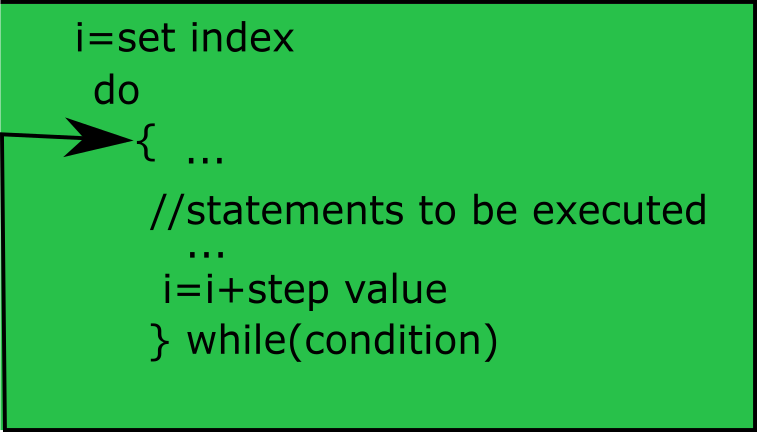 i=set index
do
{ ...
//statements to be executed
...
i=i+step value
} while(condition)